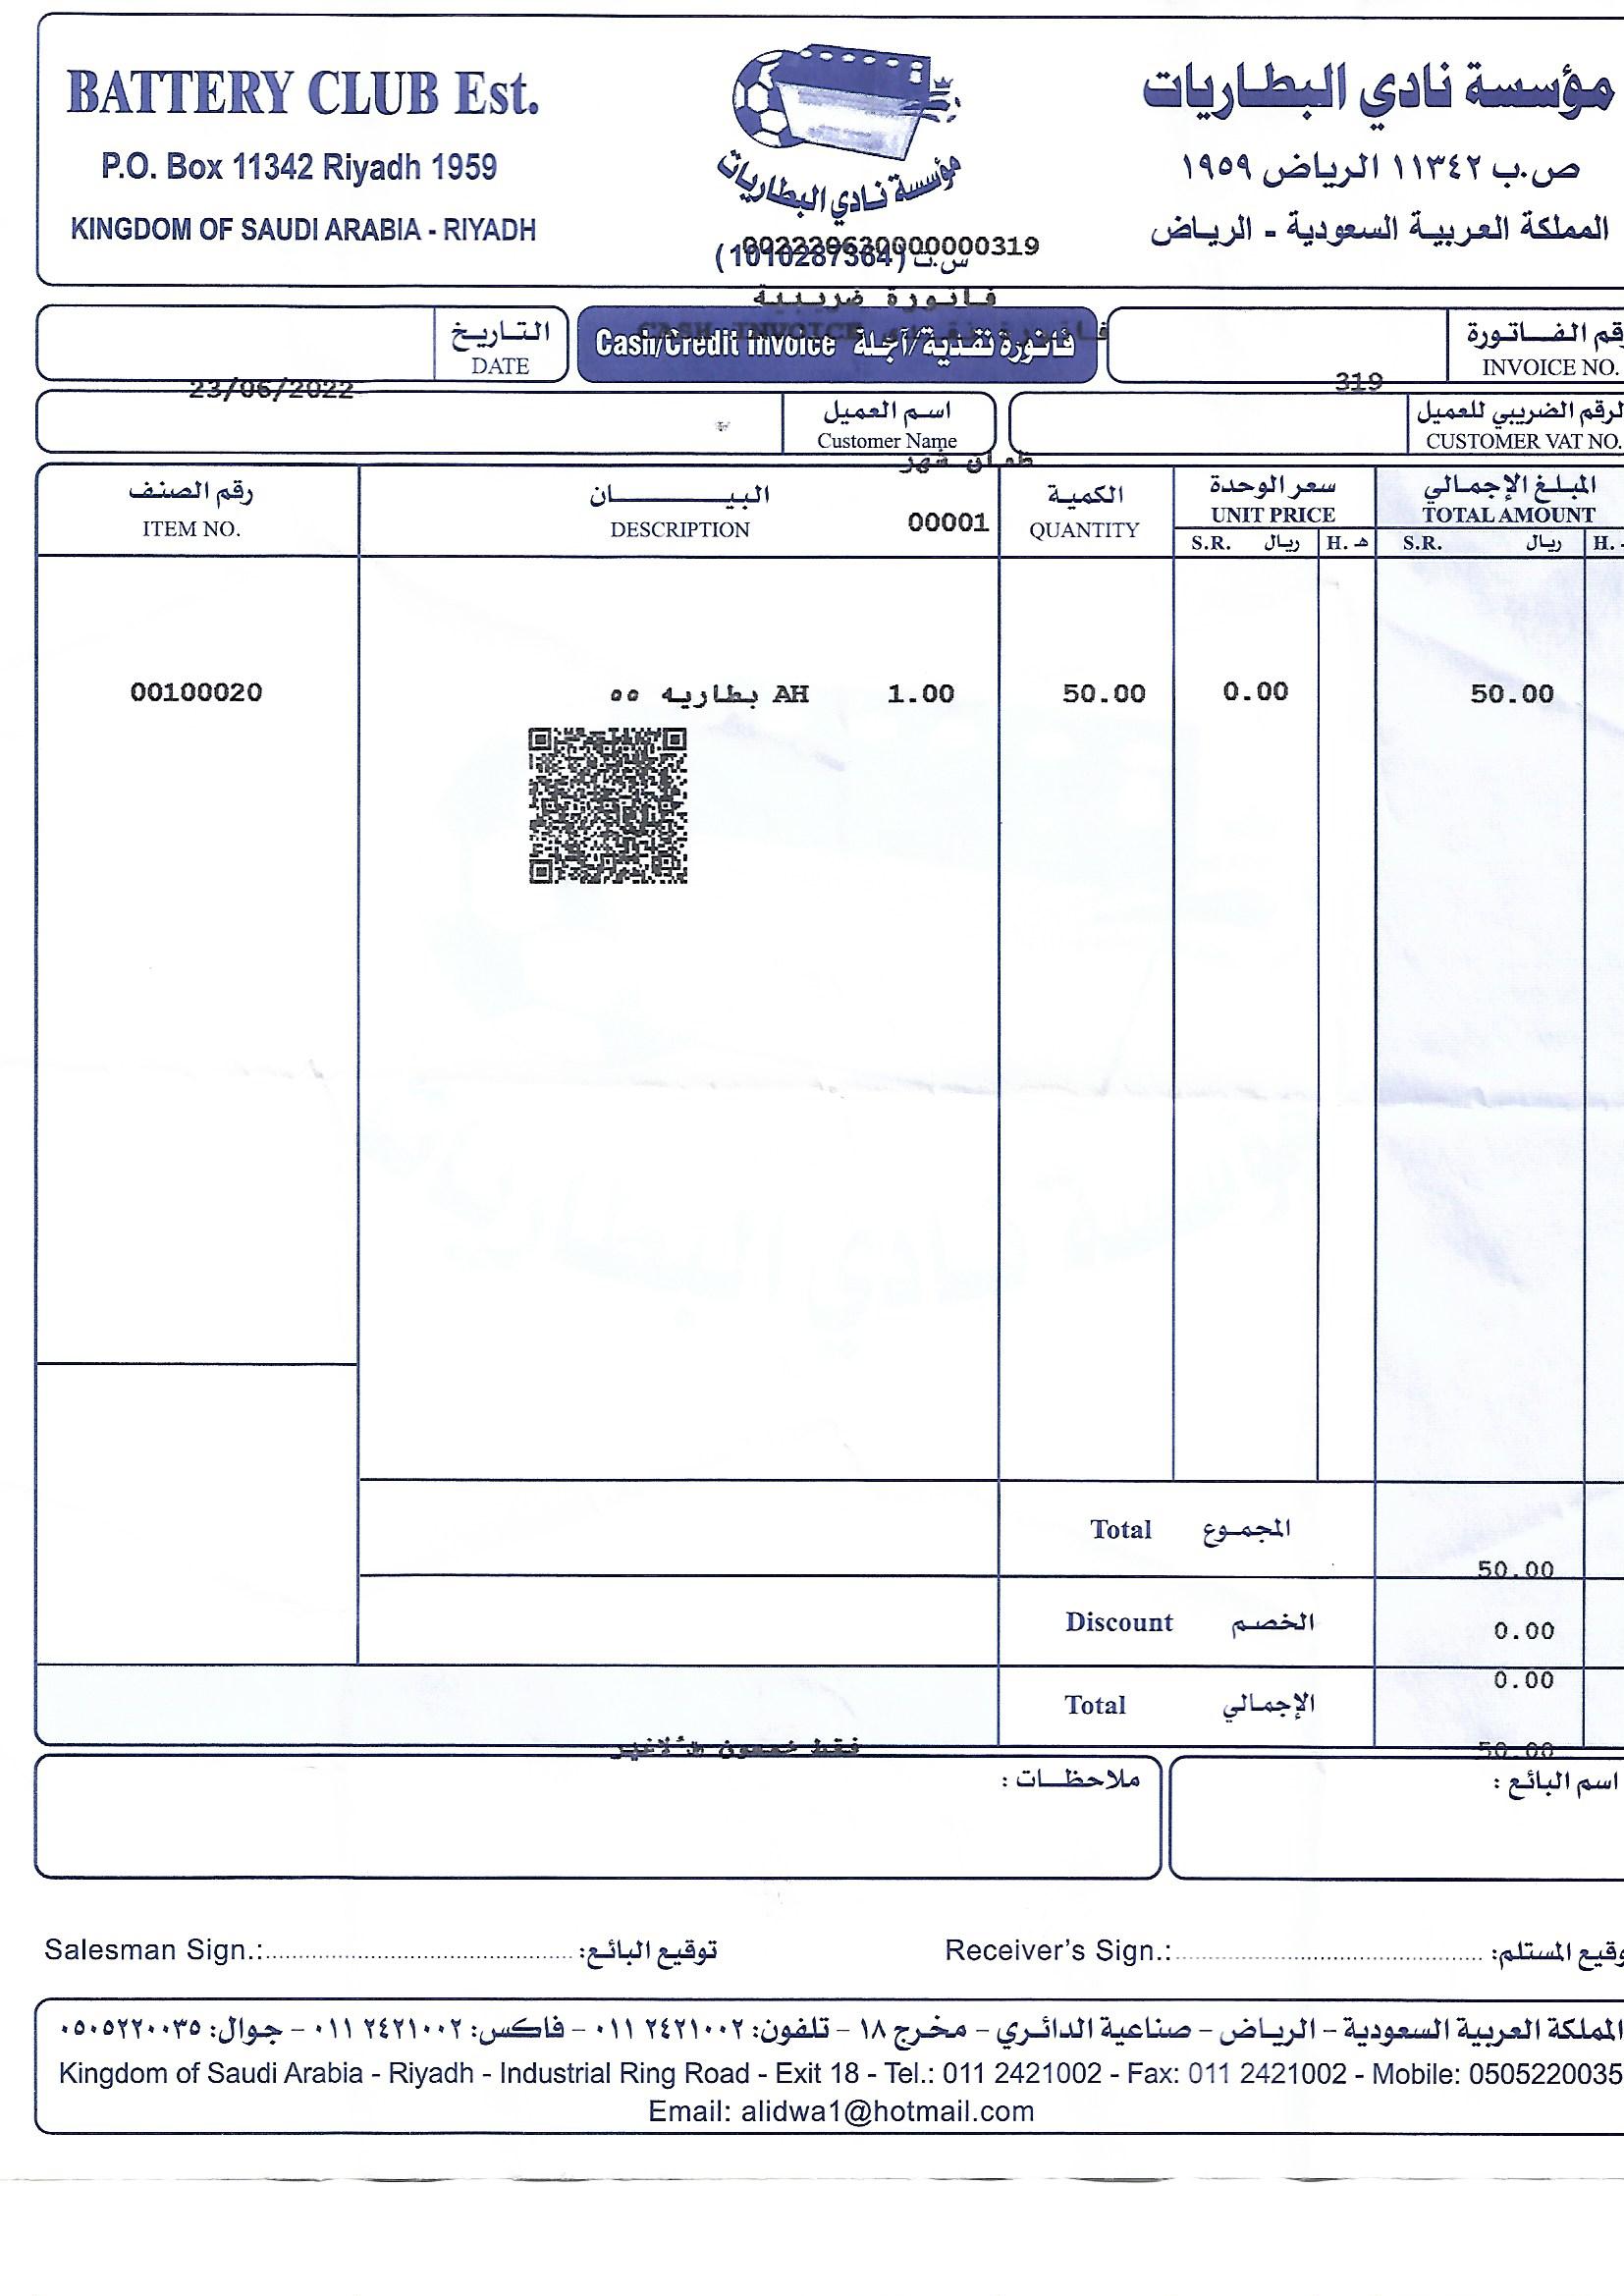 BATTERY CLUB Est.
P.O. Box 11342 Riyadh 1959
KINGDOM OF SAUDI ARABIA - RIYADH
مؤسسة نادي البطاريات
ص.ب ١١٣٤٢ الرياض ١٩٥٩
المملكة العربية السعودية - الرياض
مؤسسة نادي البطاريات
002220630000000319
س.ت (1010287364)
فاتورة ضريبية
التاريخ
DATE
23/06/2022
Cash/Credit Invoice فاتورة نقدية/آجلة
CASH INVOICE
رقم الفاتورة
INVOICE NO.
319
اسم العميل
Customer Name
الرقم الضريبي للعميل
CUSTOMER VAT NO.
رقم الصنف البيــــــان الكمية سعر الوحدة المبلغ الإجمالي
ITEM NO. DESCRIPTION 00001 QUANTITY UNIT PRICE TOTAL AMOUNT
S.R. ريال H. هـ S.R. ريال H.
00100020 بطاريه ٥٥ AH 1.00 50.00 0.00 50.00
Total المجموع 50.00
Discount الخصم 0.00
0.00
Total الإجمالي 50.00
فقط خمسون لاغير
ملاحظات :
اسم البائع :
Salesman Sign.: توقيع البائع:
Receiver's Sign.: توقيع المستلم:
المملكة العربية السعودية - الرياض - صناعية الدائري - مخرج ١٨ - تلفون: ٢٤٢١٠٠٢ ٠١١ - فاكس: ٢٤٢١٠٠٢ ٠١١ - جوال: ٠٥٠٥٢٢٠٠٣٥
Kingdom of Saudi Arabia - Riyadh - Industrial Ring Road - Exit 18 - Tel.: 011 2421002 - Fax: 011 2421002 - Mobile: 0505220035
Email: alidwa1@hotmail.com